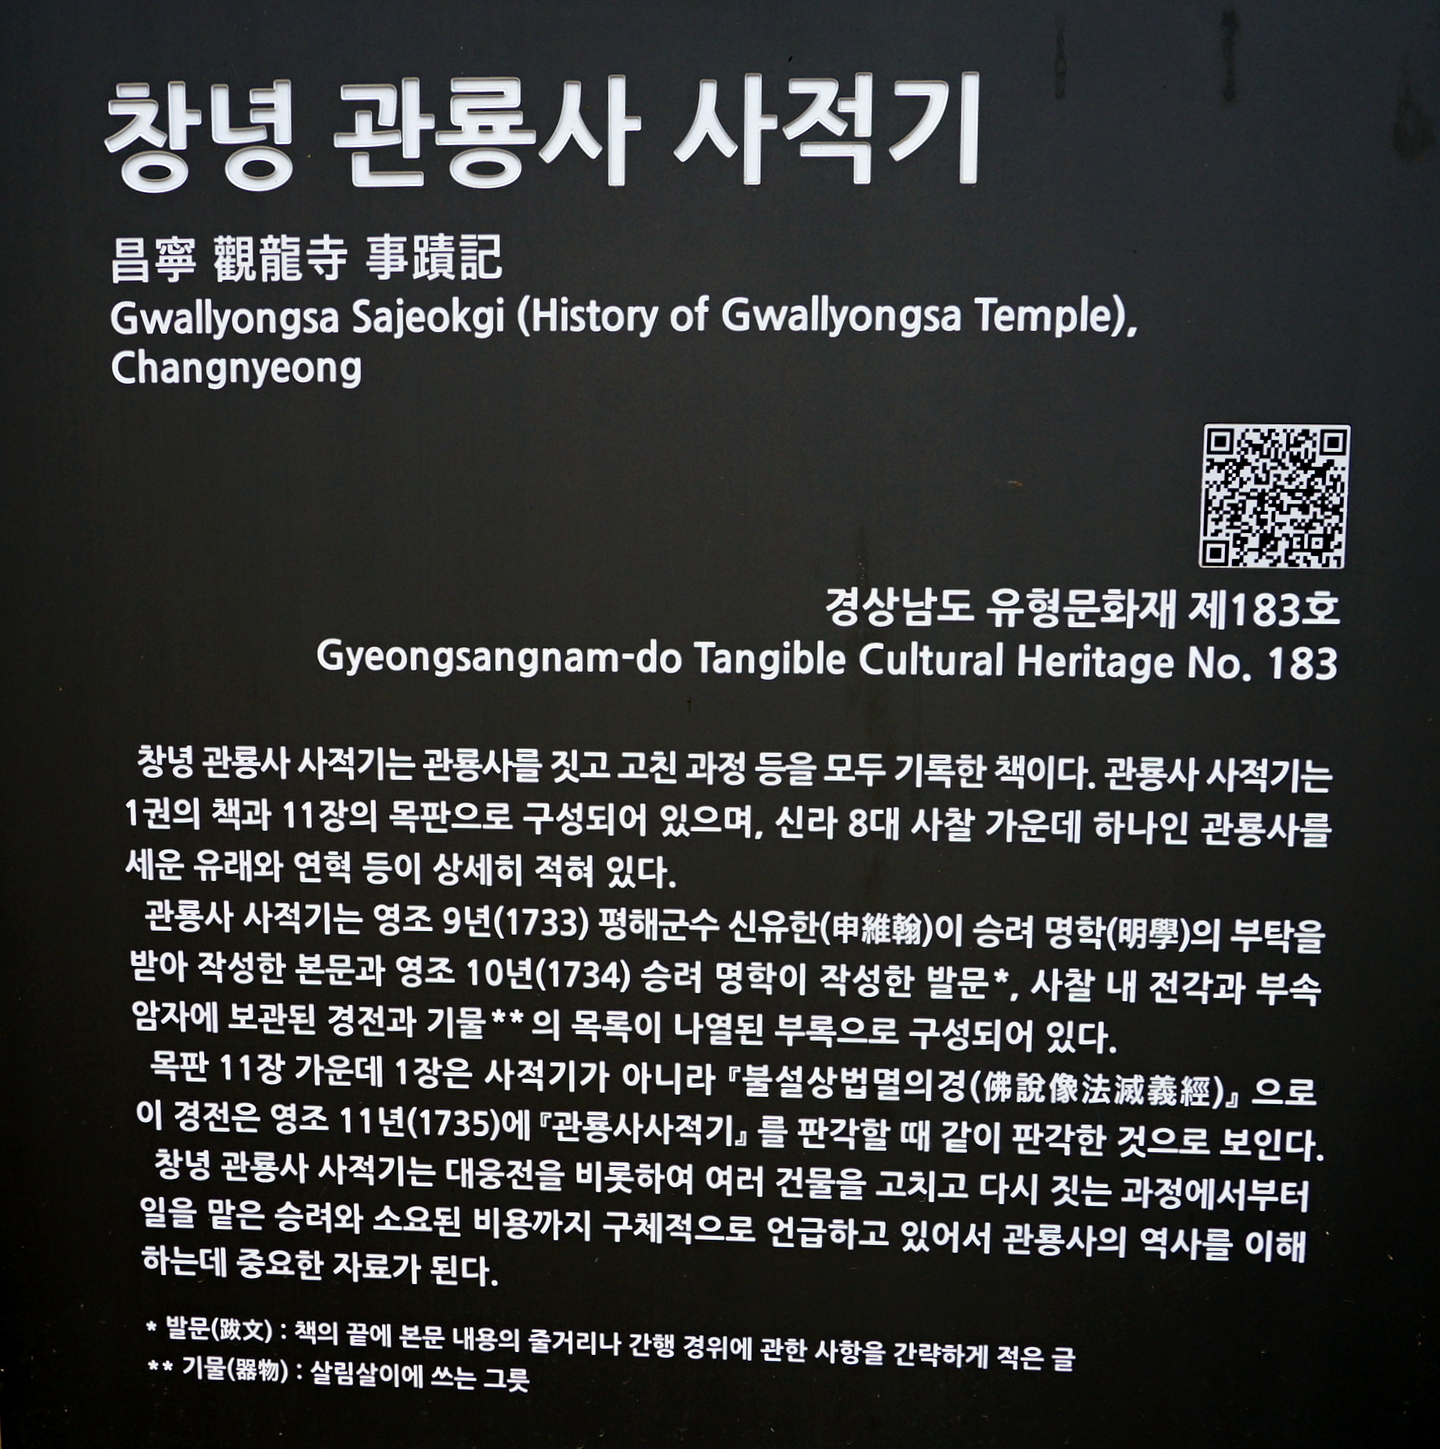 창녕 관룡사 사적기
昌寧 觀龍寺 事蹟記
Gwallyongsa Sajeokgi (History of Gwallyongsa Temple),
Changnyeong
경상남도 유형문화재 제183호
Gyeongsangnam-do Tangible Cultural Heritage No. 183
창녕 관룡사 사적기는 관룡사를 짓고 고친 과정 등을 모두 기록한 책이다. 관룡사 사적기는
1권의 책과 11장의 목판으로 구성되어 있으며, 신라 8대 사찰 가운데 하나인 관룡사를
세운 유래와 연혁 등이 상세히 적혀 있다.
관룡사 사적기는 영조 9년(1733) 평해군수 신유한(申維翰)이 승려 명학(明學)의 부탁을
받아 작성한 본문과 영조 10년(1734) 승려 명학이 작성한 발문*, 사찰 내 전각과 부속
암자에 보관된 경전과 기물**의 목록이 나열된 부록으로 구성되어 있다.
목판 11장 가운데 1장은 사적기가 아니라 『불설상법멸의경(佛說像法滅義經)』으로
이 경전은 영조 11년(1735)에 『관룡사사적기』를 판각할 때 같이 판각한 것으로 보인다.
창녕 관룡사 사적기는 대웅전을 비롯하여 여러 건물을 고치고 다시 짓는 과정에서부터
일을 맡은 승려와 소요된 비용까지 구체적으로 언급하고 있어서 관룡사의 역사를 이해
하는데 중요한 자료가 된다.
* 발문(跋文) : 책의 끝에 본문 내용의 줄거리나 간행 경위에 관한 사항을 간략하게 적은 글
** 기물(器物) : 살림살이에 쓰는 그릇